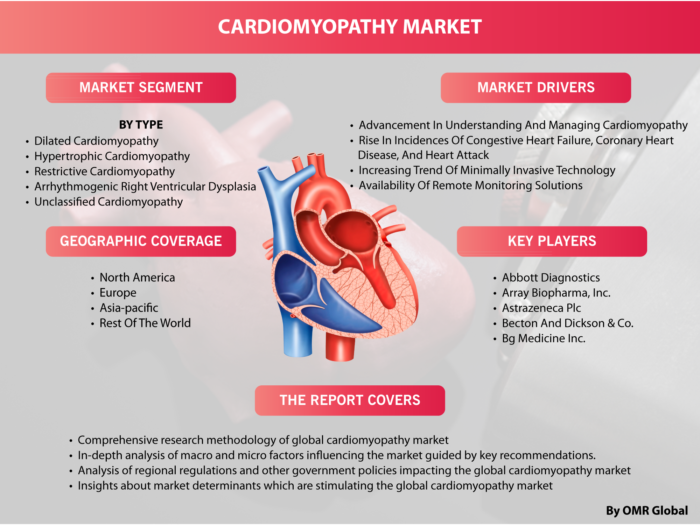 CARDIOMYOPATHY MARKET
MARKET SEGMENT
BY TYPE
• Dilated Cardiomyopathy
• Hypertrophic Cardiomyopathy
• Restrictive Cardiomyopathy
• Arrhythmogenic Right Ventricular Dysplasia
• Unclassified Cardiomyopathy
MARKET DRIVERS
• Advancement In Understanding And Managing Cardiomyopathy
• Rise In Incidences Of Congestive Heart Failure, Coronary Heart
Disease, And Heart Attack
• Increasing Trend Of Minimally Invasive Technology
• Availability Of Remote Monitoring Solutions
GEOGRAPHIC COVERAGE
• North America
• Europe
• Asia-pacific
• Rest Of The World
KEY PLAYERS
• Abbott Diagnostics
• Array Biopharma, Inc.
• Astrazeneca Plc
• Becton And Dickson & Co.
• Bg Medicine Inc.
THE REPORT COVERS
• Comprehensive research methodology of global cardiomyopathy market
• In-depth analysis of macro and micro factors influencing the market guided by key recommendations.
• Analysis of regional regulations and other government policies impacting the global cardiomyopathy market
• Insights about market determinants which are stimulating the global cardiomyopathy market
By OMR Global